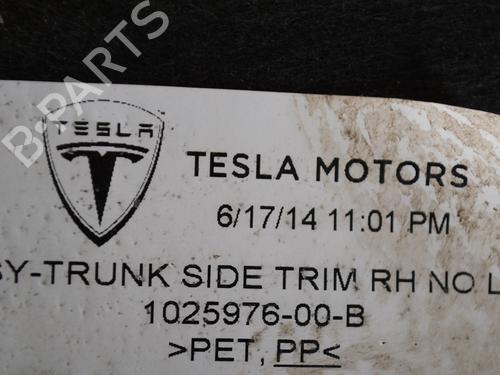 TESLA
TESLA MOTORS
6/17/14 11:01 PM
SY-TRUNK SIDE TRIM RH NO L
1025976-00-B
>PET, PP<
B-PARTS